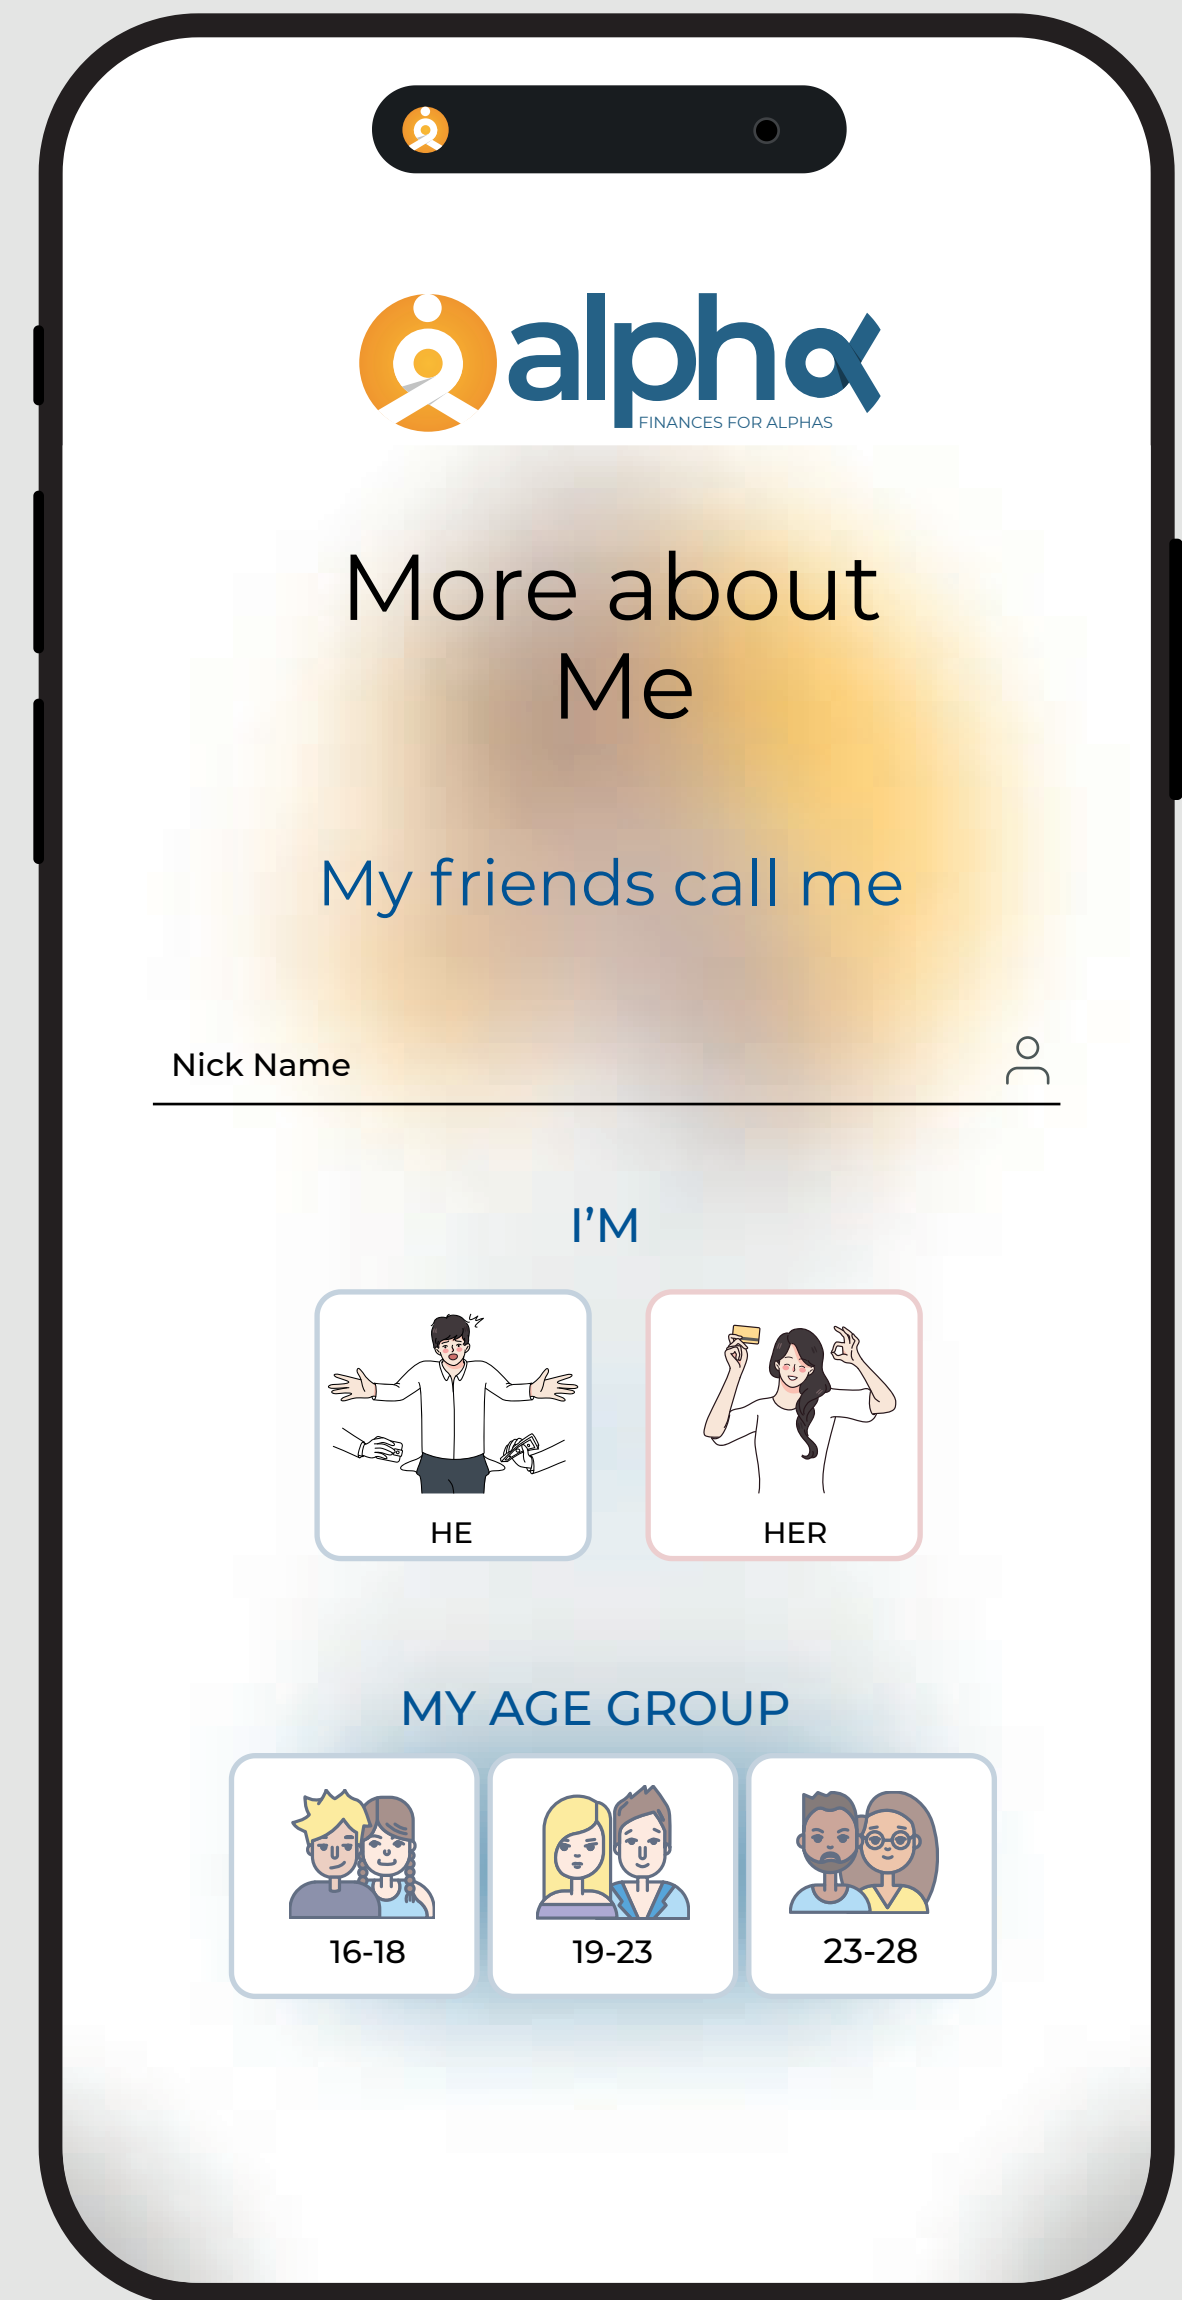 alpha
FINANCES FOR ALPHAS
More about
Me
My friends call me
Nick Name
I'M
HE
HER
MY AGE GROUP
16-18
19-23
23-28